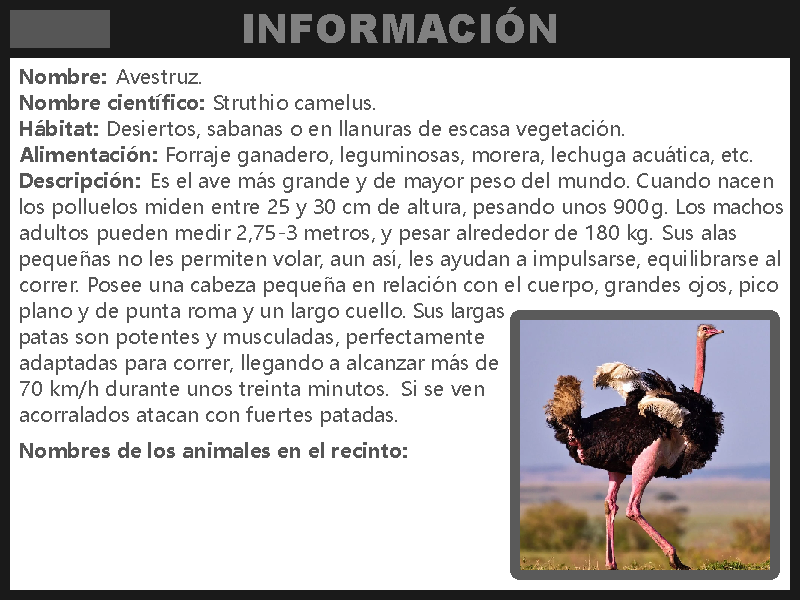 INFORMACIÓN
Nombre: Avestruz.
Nombre científico: Struthio camelus.
Hábitat: Desiertos, sabanas o en llanuras de escasa vegetación.
Alimentación: Forraje ganadero, leguminosas, morera, lechuga acuática, etc.
Descripción: Es el ave más grande y de mayor peso del mundo. Cuando nacen
los polluelos miden entre 25 y 30 cm de altura, pesando unos 900g. Los machos
adultos pueden medir 2,75-3 metros, y pesar alrededor de 180 kg. Sus alas
pequeñas no les permiten volar, aun así, les ayudan a impulsarse, equilibrarse al
correr. Posee una cabeza pequeña en relación con el cuerpo, grandes ojos, pico
plano y de punta roma y un largo cuello. Sus largas
patas son potentes y musculadas, perfectamente
adaptadas para correr, llegando a alcanzar más de
70 km/h durante unos treinta minutos. Si se ven
acorralados atacan con fuertes patadas.
Nombres de los animales en el recinto: